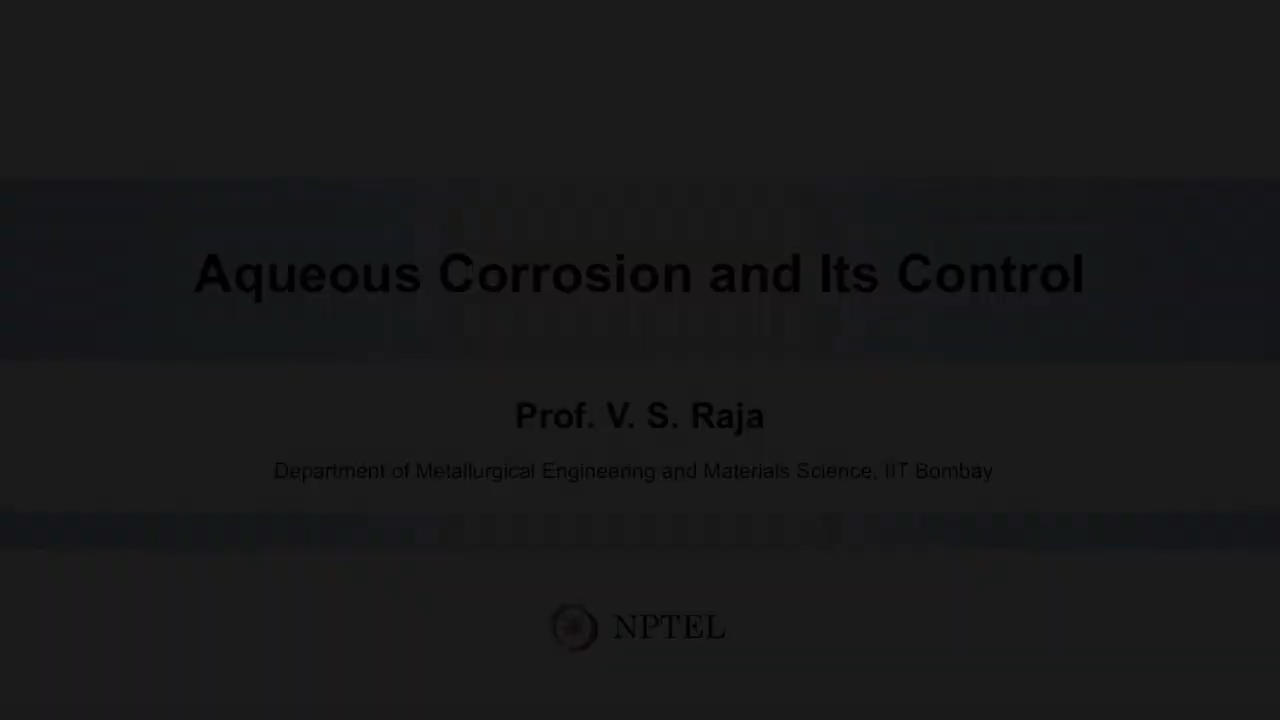 Aqueous Corrosion and Its Control
Prof. V. S. Raja
Department of Metallurgical Engineering and Materials Science, IIT Bombay
NPTEL